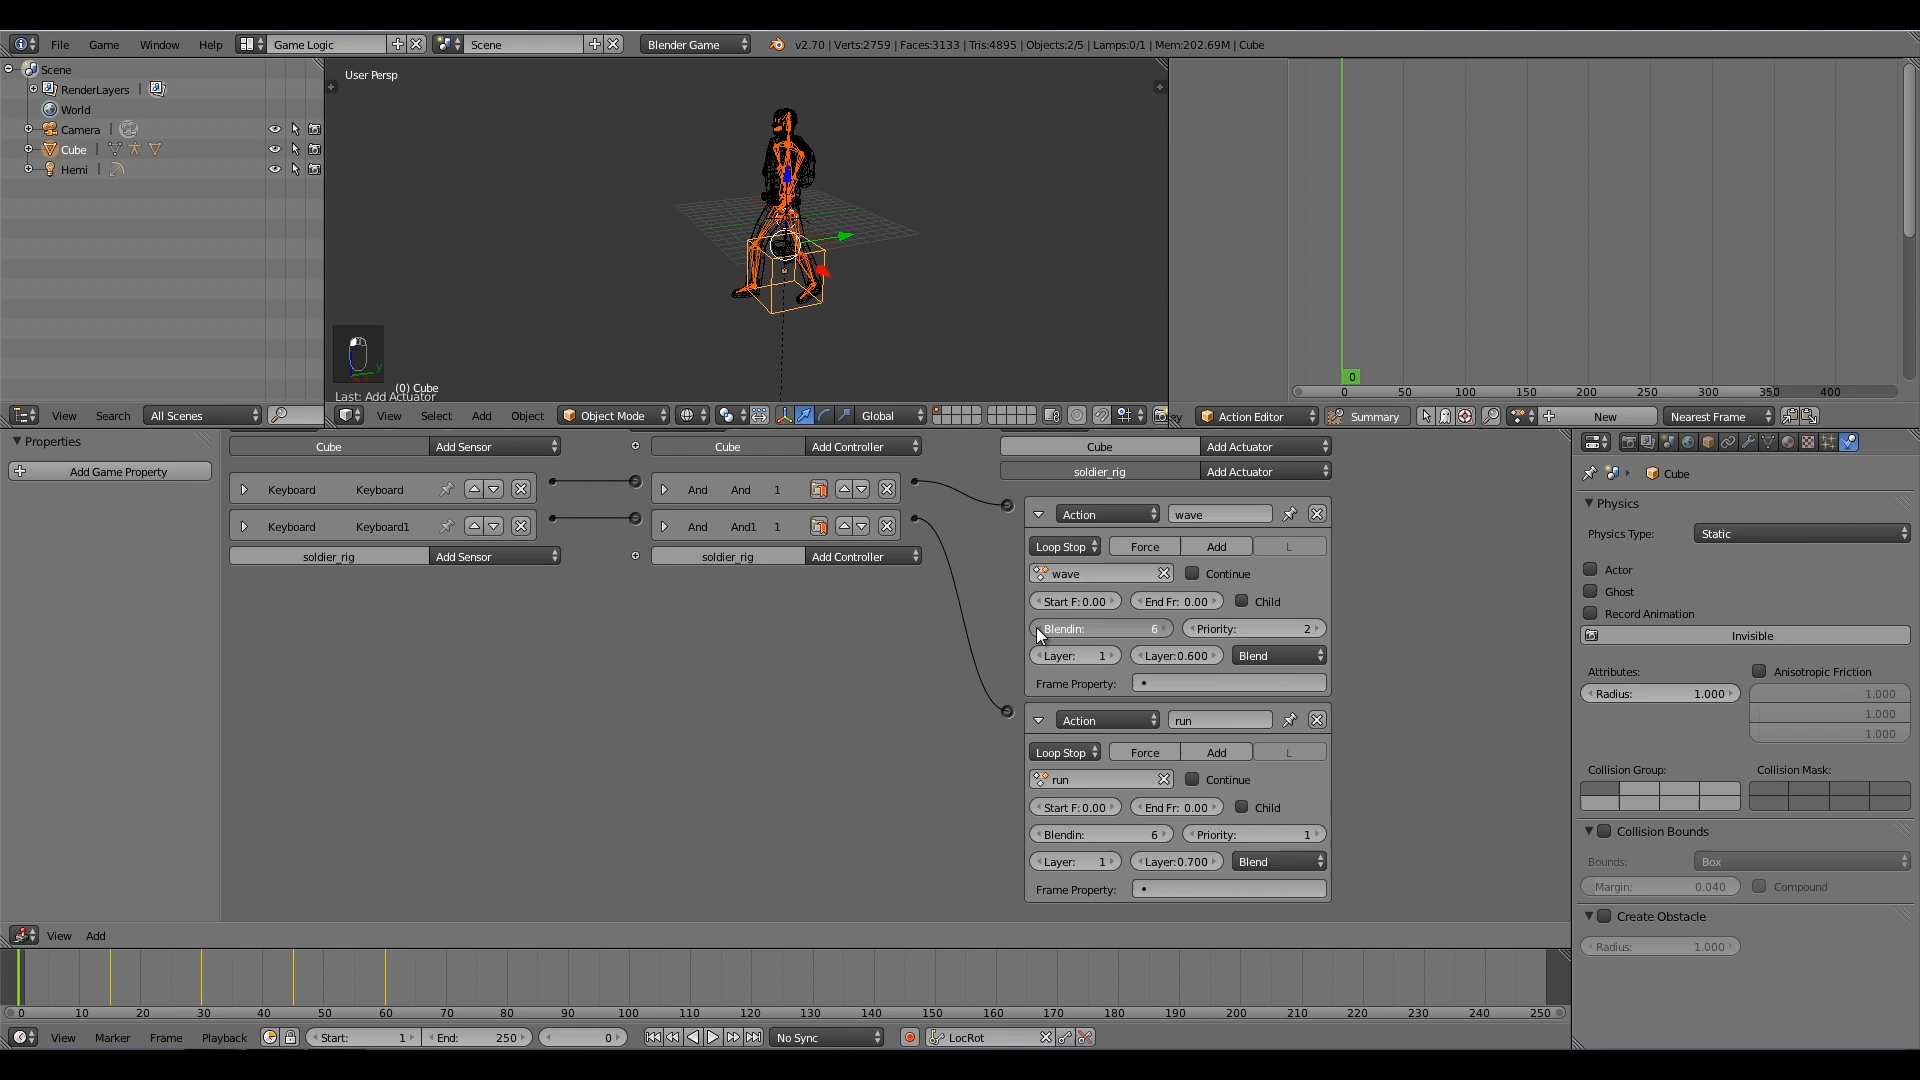 File Game Window Help Game Logic Scene Blender Game v2.70 | Verts:2759 | Faces:3133 | Tris:4895 | Objects:2/5 | Lamps:0/1 | Mem:202.69M | Cube
Scene
RenderLayers |
World
Camera |
Cube |
Hemi |
View Search All Scenes
User Persp
(0) Cube
Last: Add Actuator
View Select Add Object Object Mode Global
0
0 50 100 150 200 250 300 350 400
ey Action Editor Summary New Nearest Frame
Properties
Add Game Property
Cube Add Sensor
Keyboard Keyboard
Keyboard Keyboard1
soldier_rig Add Sensor
Cube Add Controller
And And 1
And And1 1
soldier_rig Add Controller
Cube Add Actuator
soldier_rig Add Actuator
Action wave
Loop Stop Force Add L
wave Continue
Start F: 0.00 End Fr: 0.00 Child
Blendin: 6 Priority: 2
Layer: 1 Layer:0.600 Blend
Frame Property:
Action run
Loop Stop Force Add L
run Continue
Start F: 0.00 End Fr: 0.00 Child
Blendin: 6 Priority: 1
Layer: 1 Layer:0.700 Blend
Frame Property:
Cube
Physics
Physics Type: Static
Actor
Ghost
Record Animation
Invisible
Attributes: Anisotropic Friction
Radius: 1.000 1.000
1.000
1.000
Collision Group: Collision Mask:
Collision Bounds
Bounds: Box
Margin: 0.040 Compound
Create Obstacle
Radius: 1.000
View Add
0 10 20 30 40 50 60 70 80 90 100 110 120 130 140 150 160 170 180 190 200 210 220 230 240 250
View Marker Frame Playback Start: 1 End: 250 0 No Sync LocRot